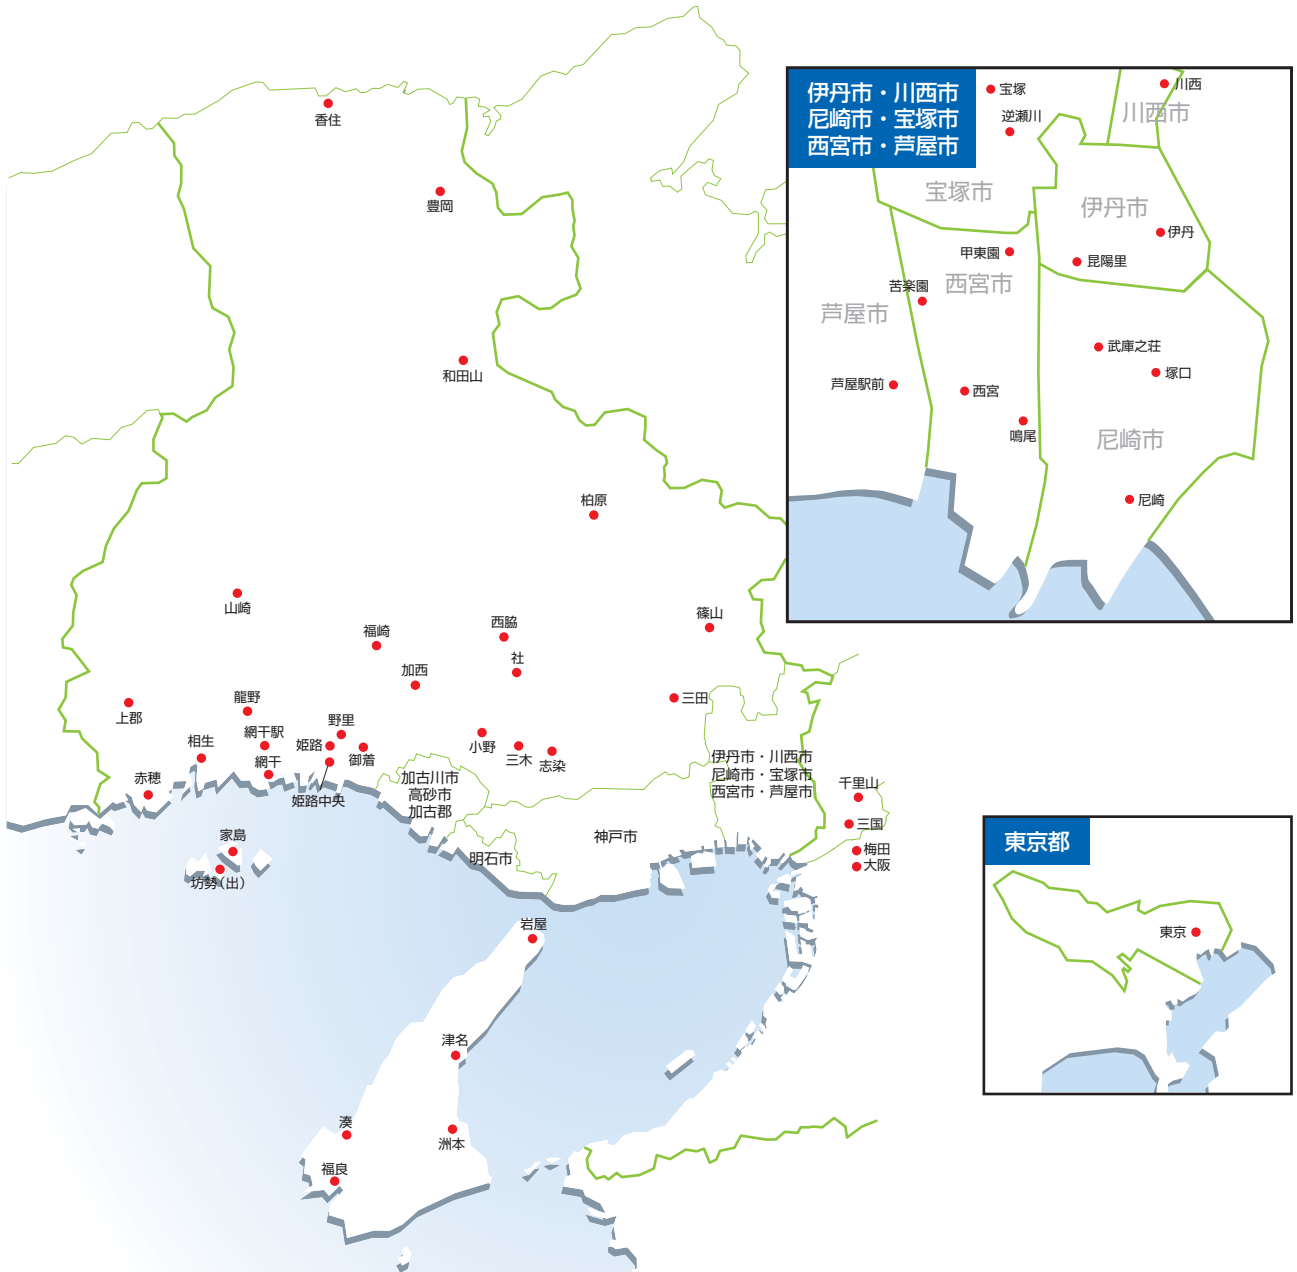 香住
豊岡
和田山
柏原
山崎
福崎
西脇
篠山
加西
社
三田
上郡
龍野
相生
網干駅
野里
姫路
御着
小野
三木
志染
赤穂
網干
姫路中央
加古川市
高砂市
加古郡
伊丹市・川西市
尼崎市・宝塚市
西宮市・芦屋市
千里山
三国
梅田
大阪
神戸市
明石市
家島
坊勢(出)
岩屋
津名
湊
洲本
福良
伊丹市・川西市
尼崎市・宝塚市
西宮市・芦屋市
宝塚
逆瀬川
川西
川西市
宝塚市
伊丹市
伊丹
昆陽里
甲東園
西宮市
苦楽園
芦屋市
武庫之荘
塚口
芦屋駅前
西宮
鳴尾
尼崎市
尼崎
東京都
東京